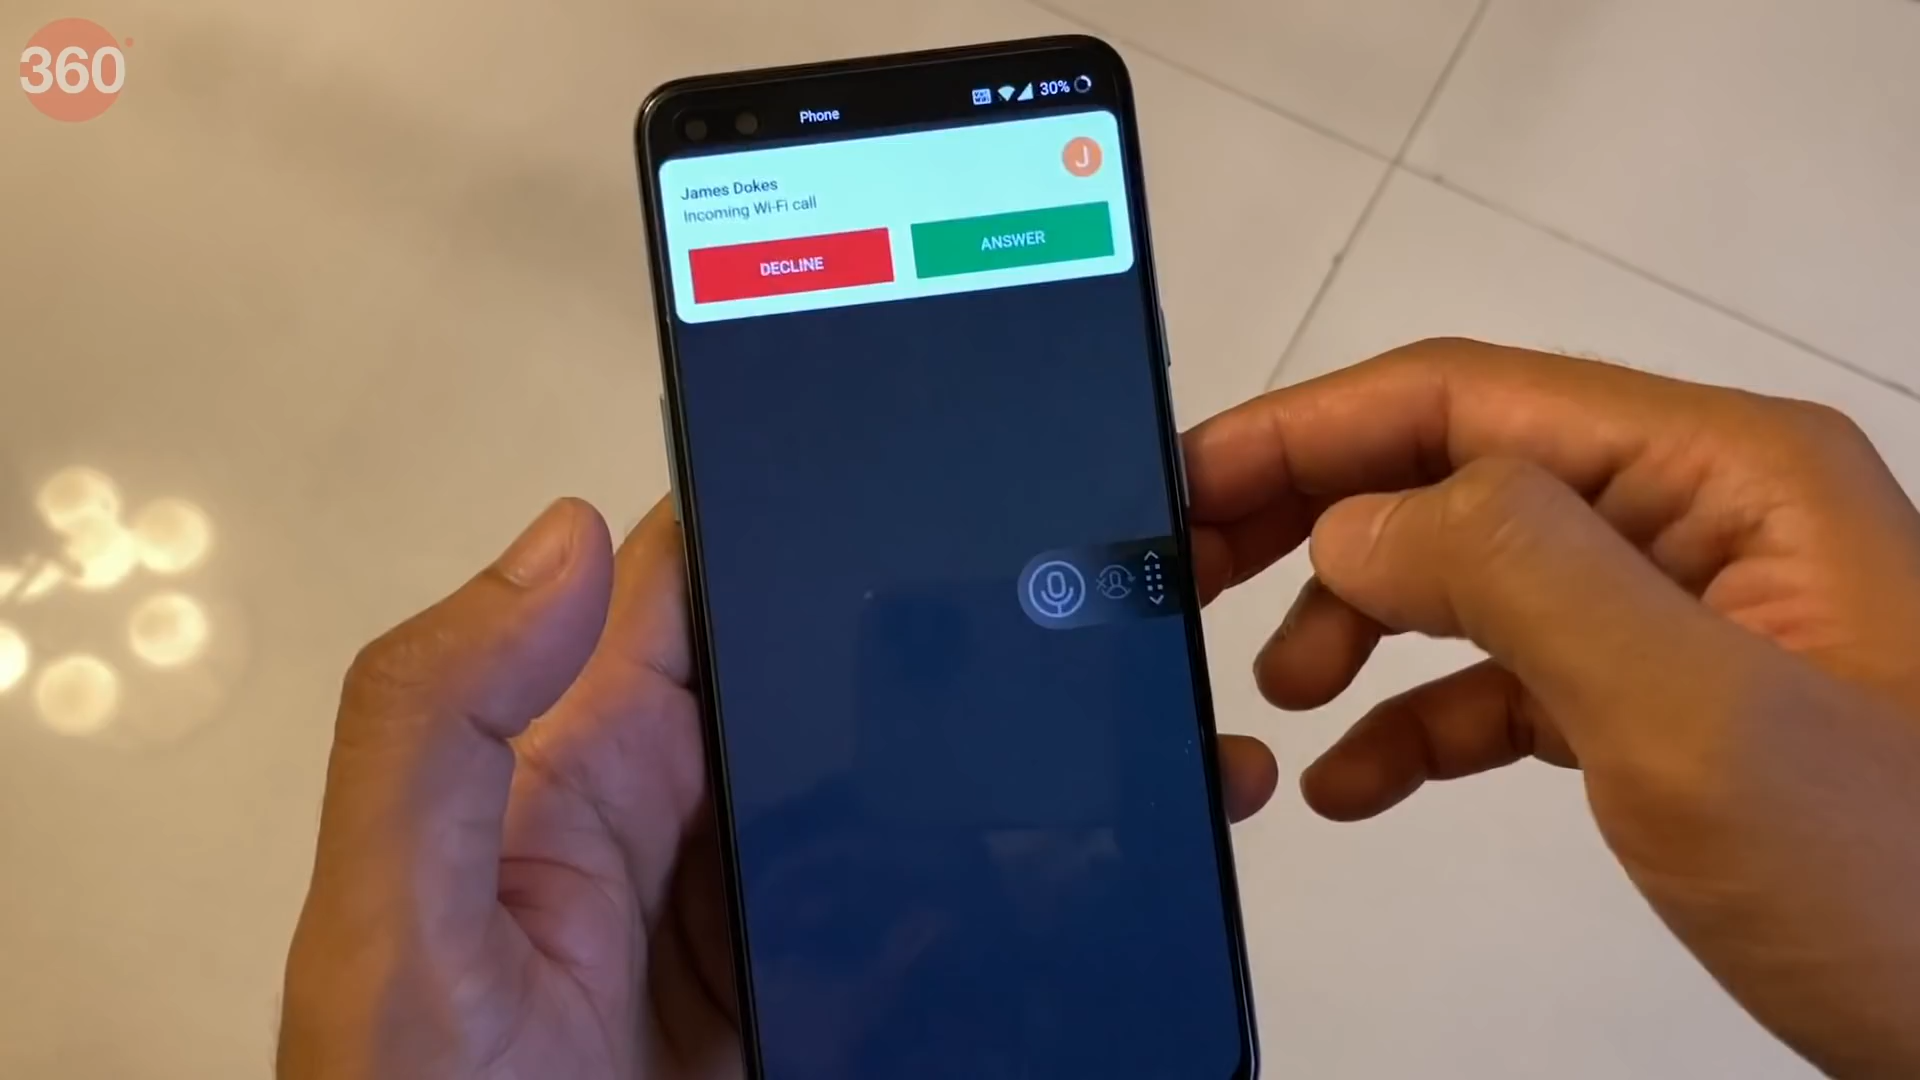 360
Phone
30%
James Dokes
J
Incoming Wi-Fi call
DECLINE
ANSWER